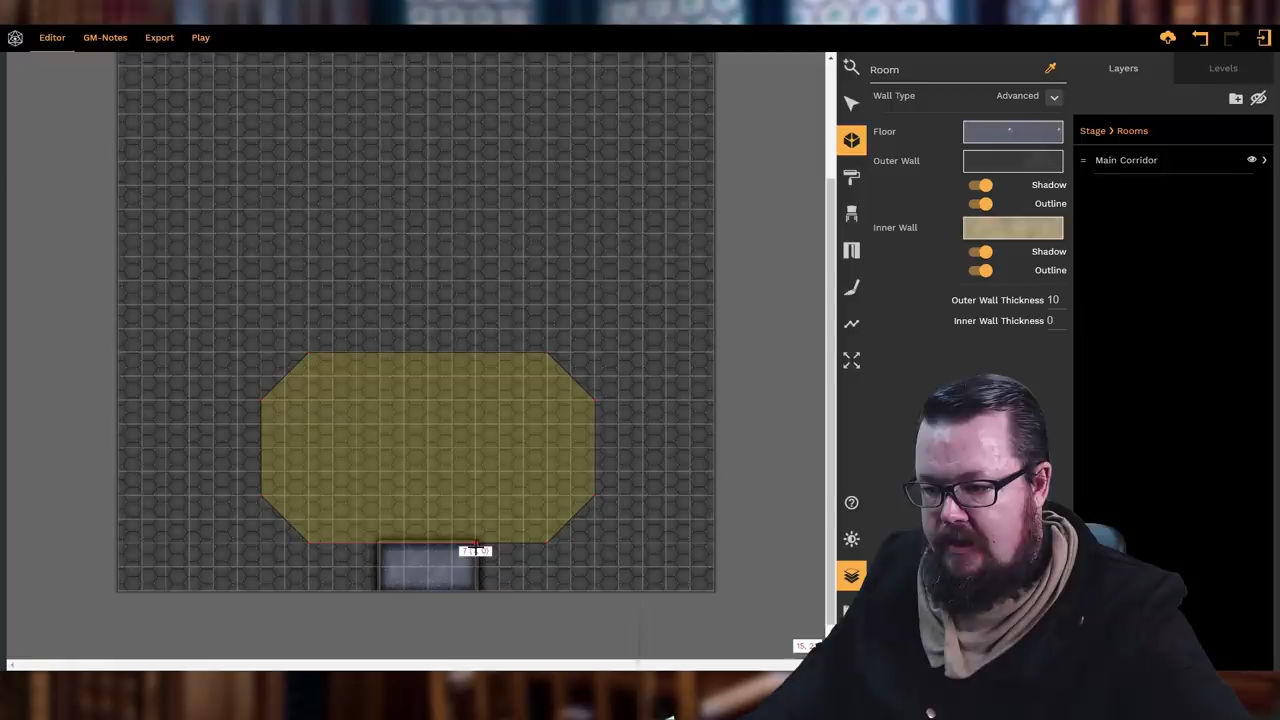 Editor GM-Notes Export Play
Room
Layers Levels
Wall Type Advanced
Floor
Stage Rooms
Outer Wall
Main Corridor
Shadow
Outline
Inner Wall
Shadow
Outline
Outer Wall Thickness 10
Inner Wall Thickness 0